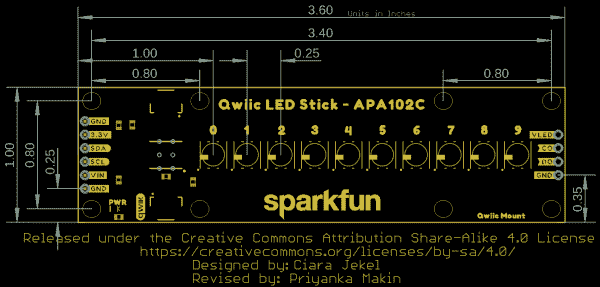 3.60
Units in Inches
3.40
1.00
0.25
0.80
0.80
Qwiic LED Stick - APA102C
0 1 2 3 4 5 6 7 8 9
GND
3.3V
SDA
SCL
VIN
GND
VLED
CO
DO
GND
1.00
0.80
0.25
0.35
PWR
sparkfun
Qwiic Mount
Released under the Creative Commons Attribution Share-Alike 4.0 License
https://creativecommons.org/licenses/by-sa/4.0/
Designed by: Ciara Jekel
Revised by: Priyanka Makin